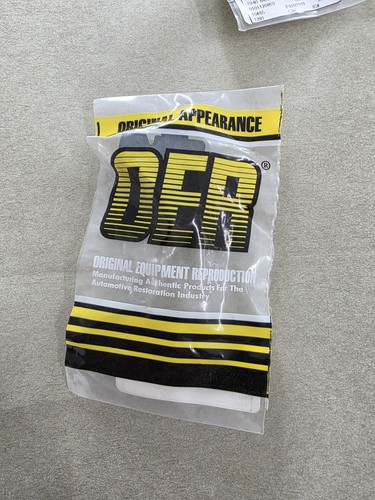 ORIGINAL APPEARANCE
OER®
ORIGINAL EQUIPMENT REPRODUCTION
Manufacturing Authentic Products For The
Automotive Restoration Industry